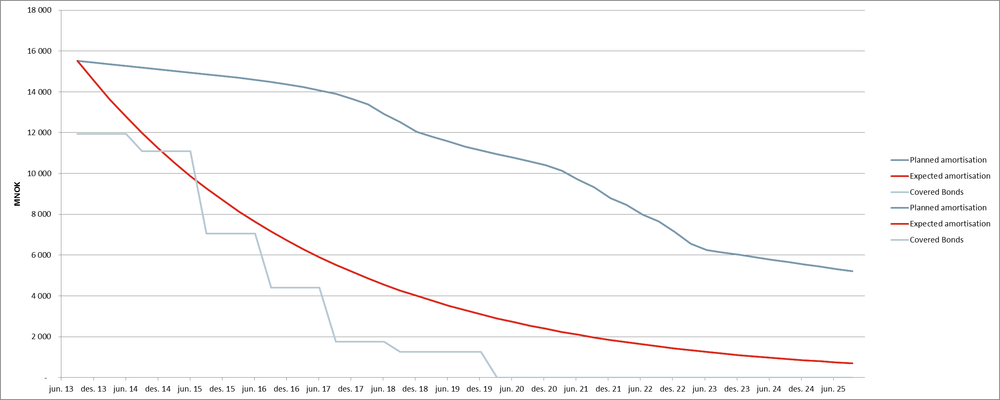 18 000
16 000
14 000
12 000
10 000
8 000
6 000
4 000
2 000
-
MNOK
jun. 13 des. 13 jun. 14 des. 14 jun. 15 des. 15 jun. 16 des. 16 jun. 17 des. 17 jun. 18 des. 18 jun. 19 des. 19 jun. 20 des. 20 jun. 21 des. 21 jun. 22 des. 22 jun. 23 des. 23 jun. 24 des. 24 jun. 25
Planned amortisation
Expected amortisation
Covered Bonds
Planned amortisation
Expected amortisation
Covered Bonds